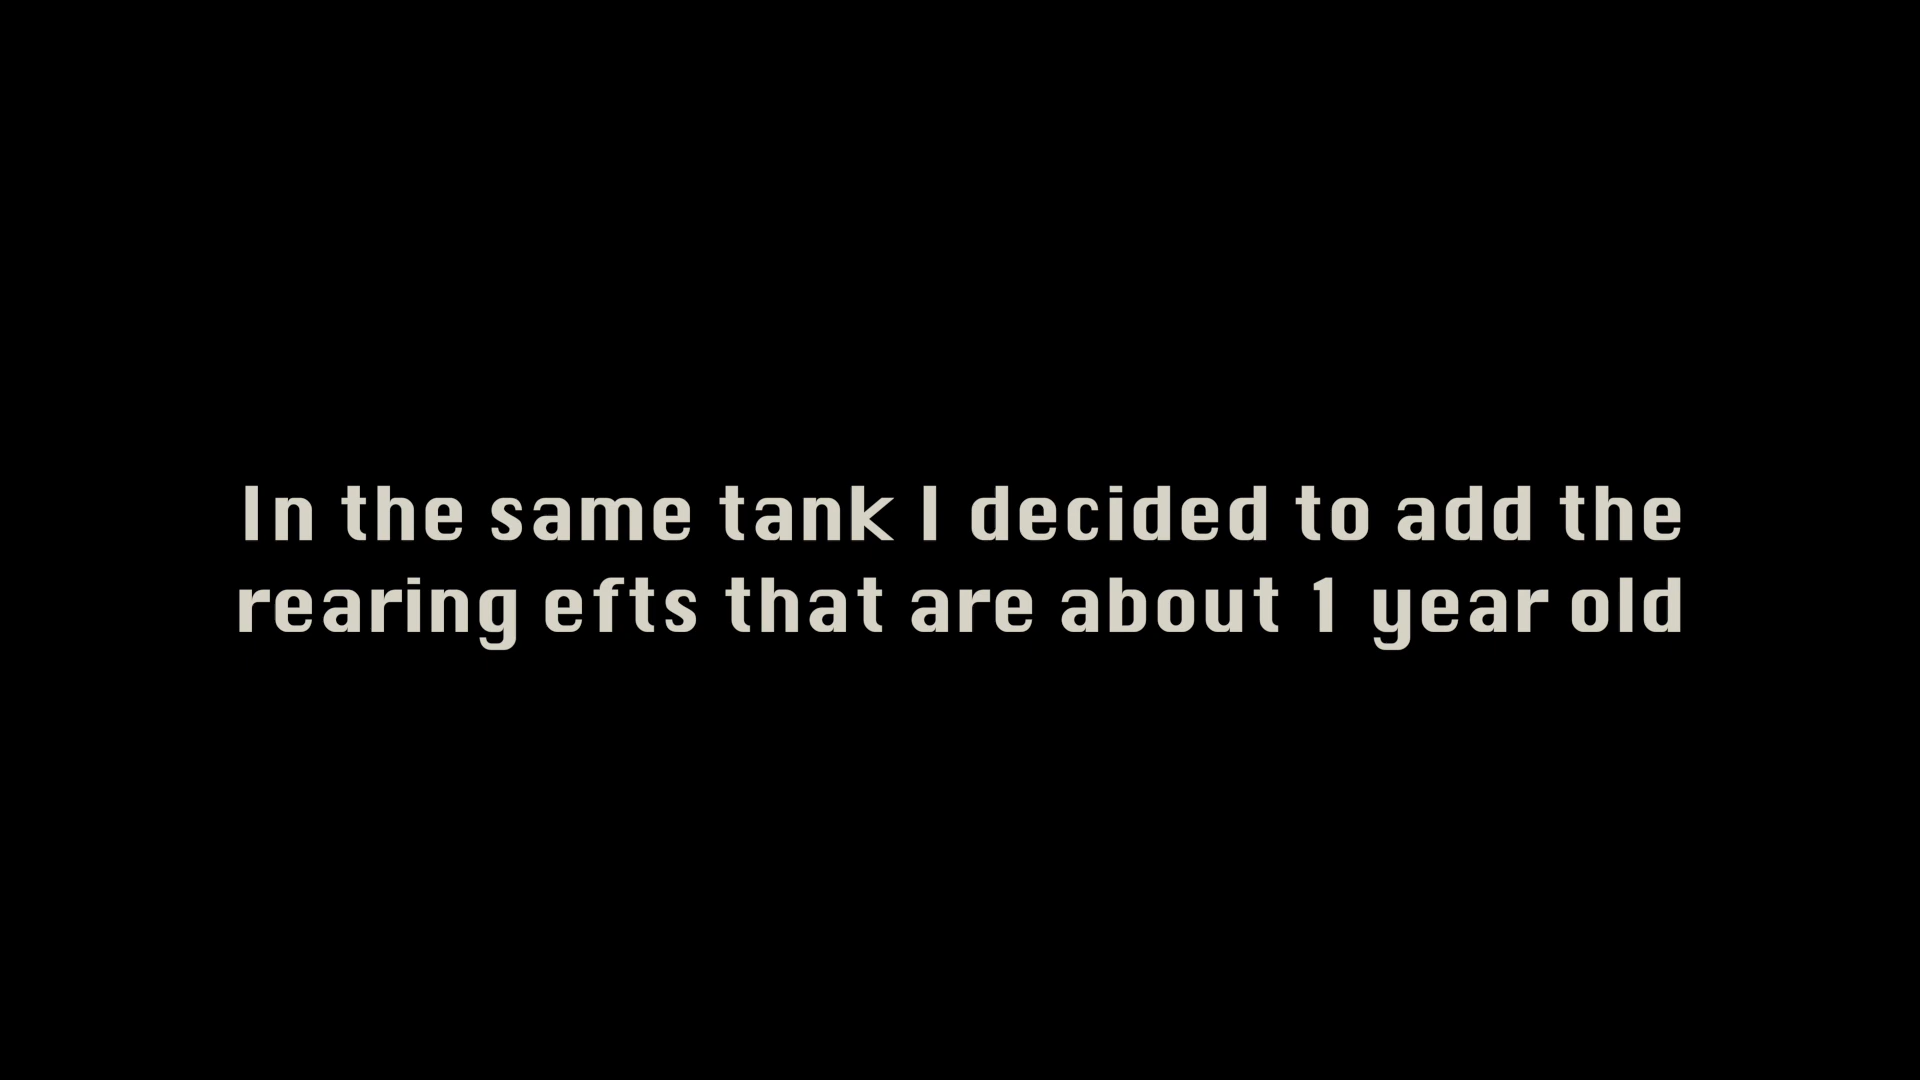 In the same tank I decided to add the
rearing efts that are about 1 year old